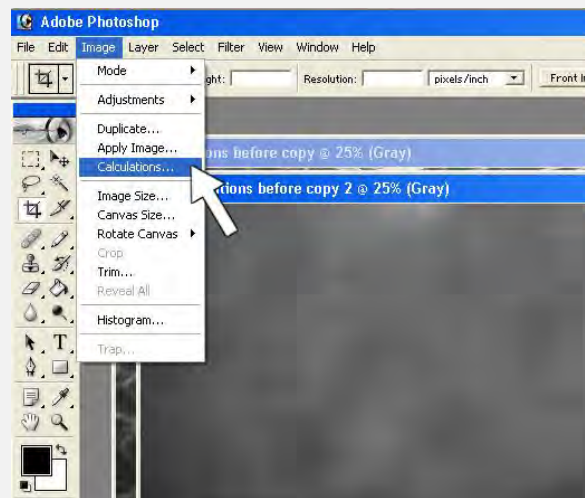 Adobe Photoshop
File Edit Image Layer Select Filter View Window Help
ght: Resolution: pixels/inch Front I
Mode
Adjustments
Duplicate...
Apply Image...
Calculations...
Image Size...
Canvas Size...
Rotate Canvas
Crop
Trim...
Reveal All
Histogram...
Trap...
ons before copy @ 25% (Gray)
tions before copy 2 @ 25% (Gray)
T